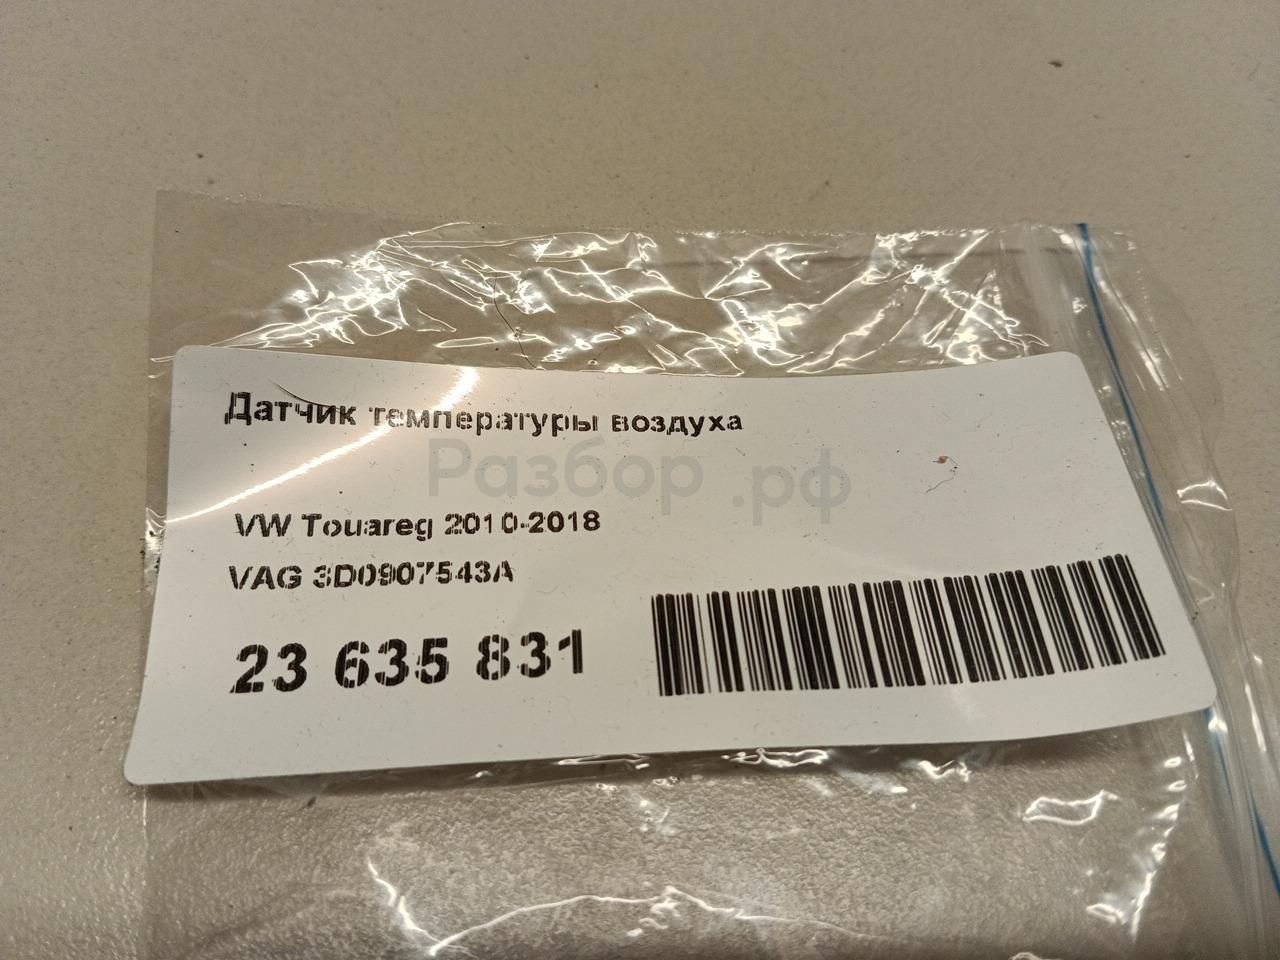 Датчик температуры воздуха
Разбор.рф
VW Touareg 2010-2018
VAG 3D0907543A
23 635 831